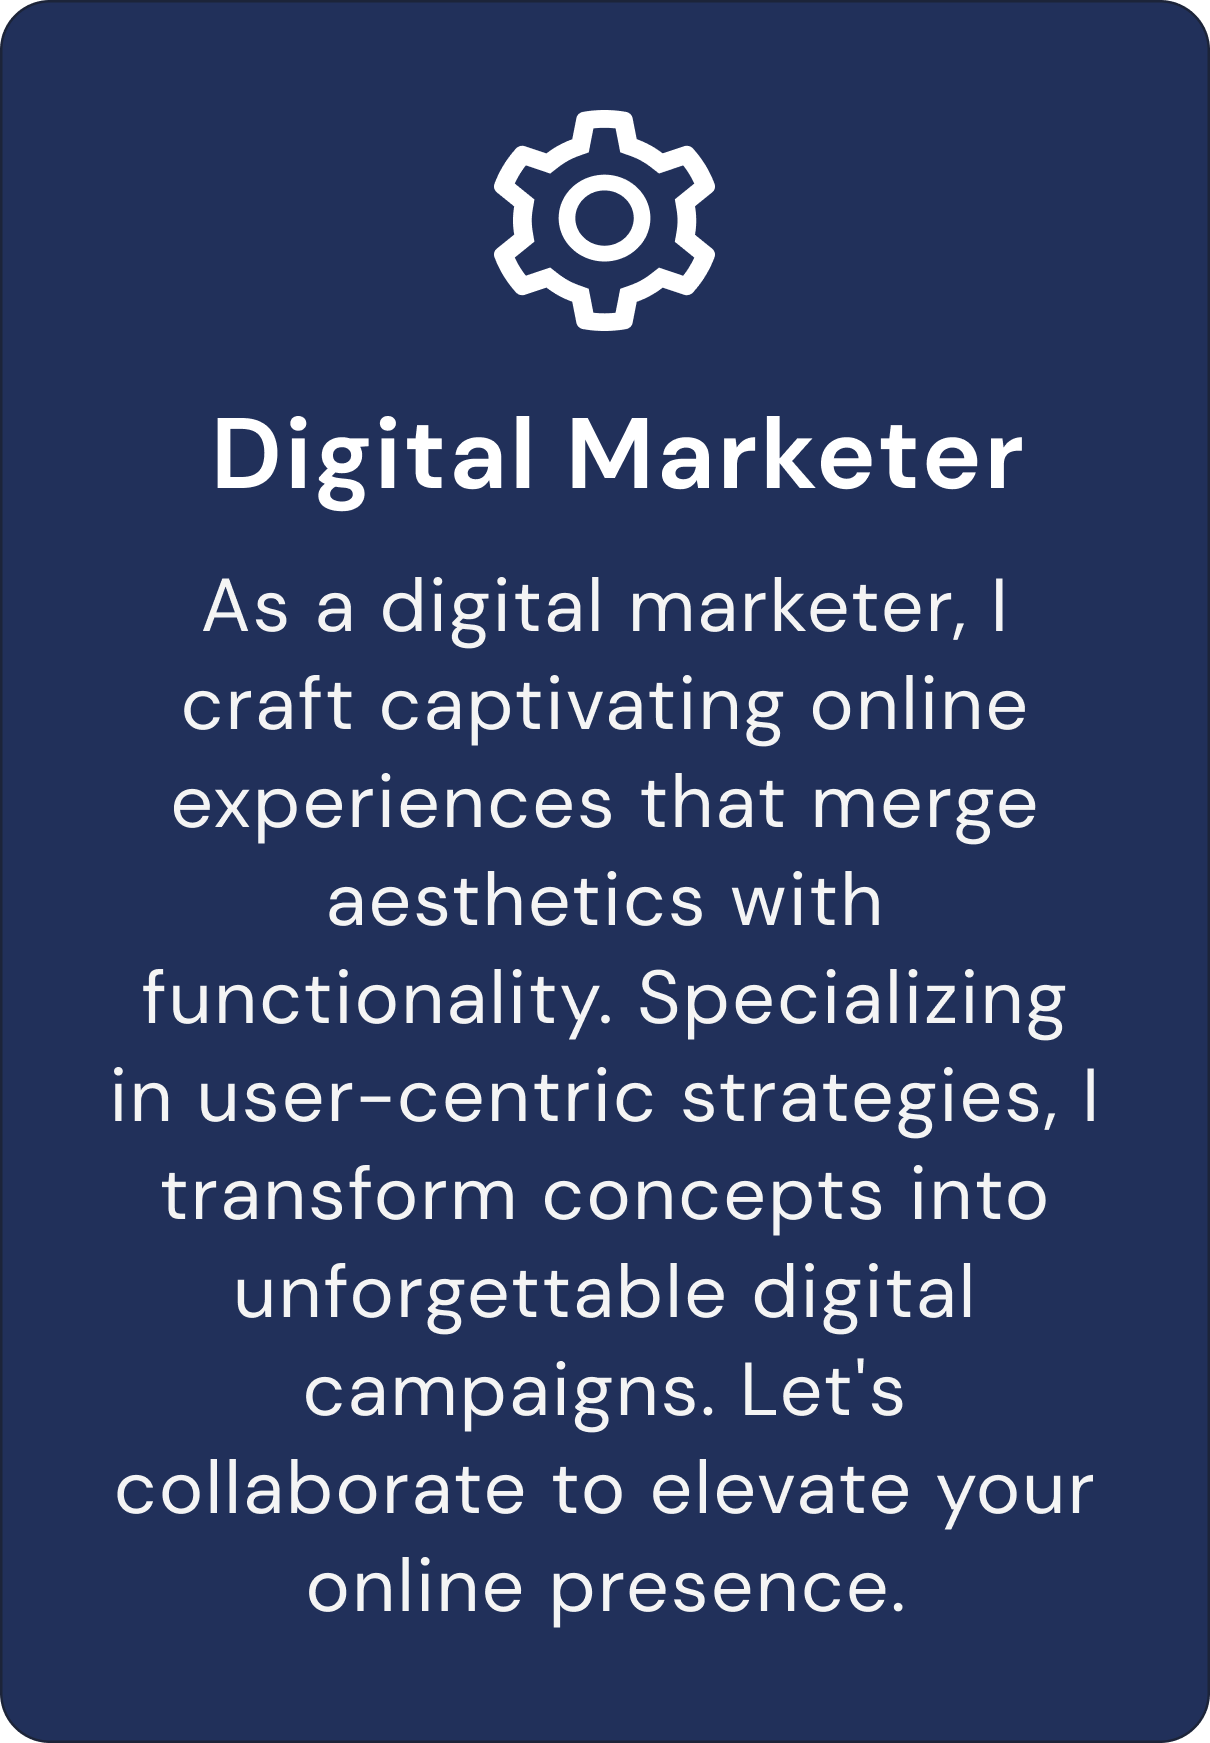 Digital Marketer
As a digital marketer, I
craft captivating online
experiences that merge
aesthetics with
functionality. Specializing
in user-centric strategies, I
transform concepts into
unforgettable digital
campaigns. Let's
collaborate to elevate your
online presence.